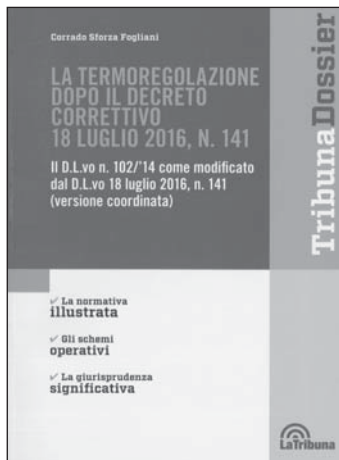 Corrado Sforza Fogliani
LA TERMOREGOLAZIONE
DOPO IL DECRETO
CORRETTIVO
18 LUGLIO 2016, N. 141
Il D.L.vo n. 102/'14 come modificato
dal D.L.vo 18 luglio 2016, n. 141
(versione coordinata)
TribunaDossier
✓ La normativa
illustrata
✓ Gli schemi
operativi
✓ La giurisprudenza
significativa
LaTribuna